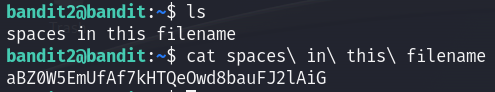 bandit2@bandit:~$ ls
spaces in this filename
bandit2@bandit:~$ cat spaces\ in\ this\ filename
aBZ0W5EmUfAf7kHTQeOwd8bauFJ2lAiG